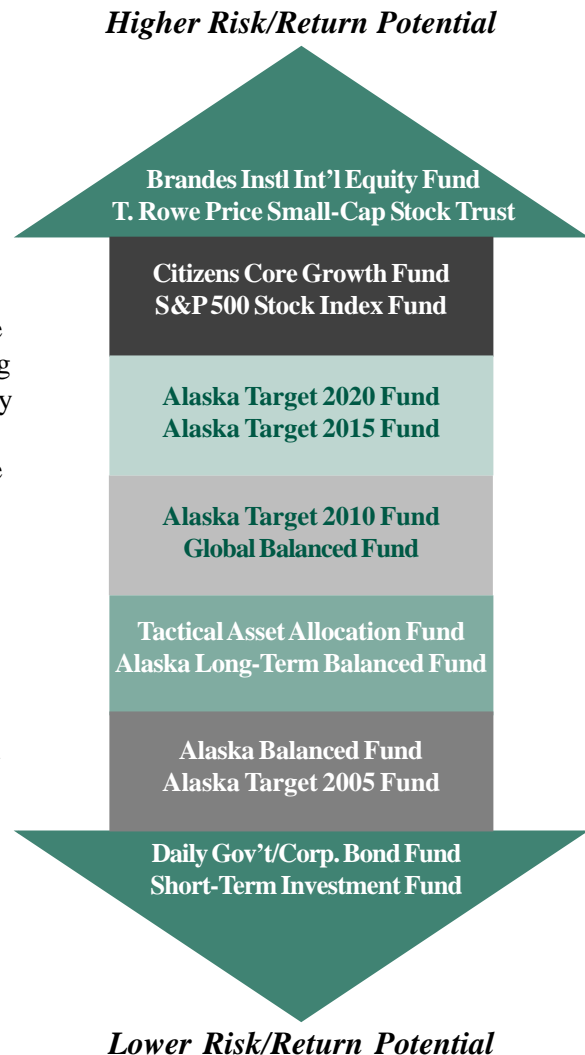 Higher Risk/Return Potential
Brandes Instl Int'l Equity Fund
T. Rowe Price Small-Cap Stock Trust
Citizens Core Growth Fund
S&P 500 Stock Index Fund
Alaska Target 2020 Fund
Alaska Target 2015 Fund
Alaska Target 2010 Fund
Global Balanced Fund
Tactical Asset Allocation Fund
Alaska Long-Term Balanced Fund
Alaska Balanced Fund
Alaska Target 2005 Fund
Daily Gov't/Corp. Bond Fund
Short-Term Investment Fund
Lower Risk/Return Potential